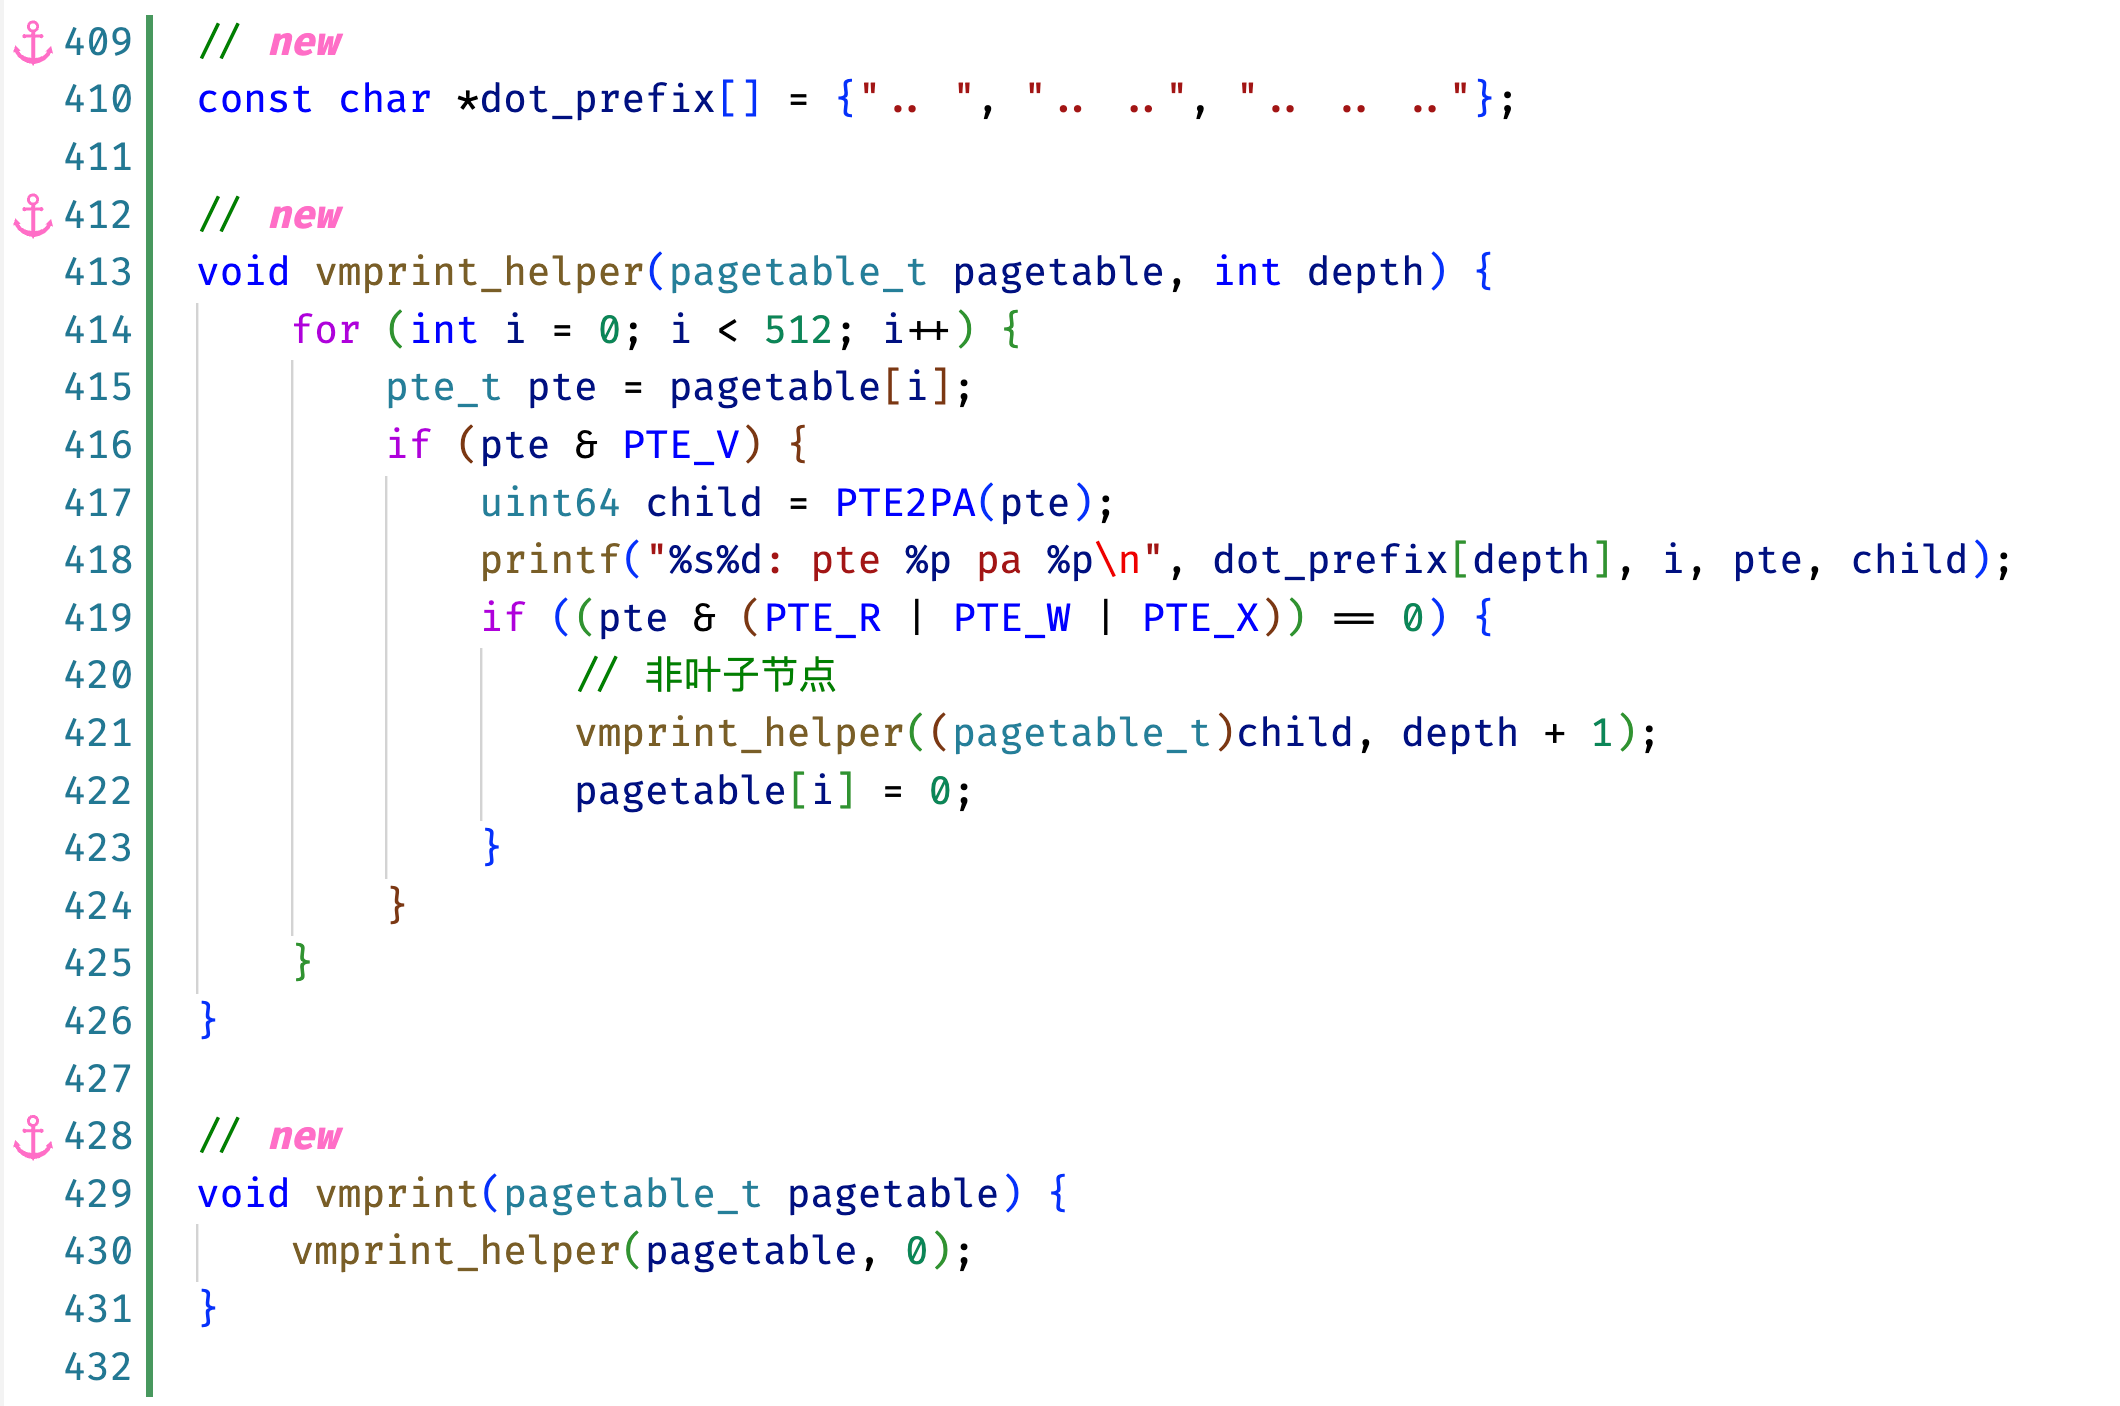 409 // new
410 const char *dot_prefix[] = {".. ", ".. ..", ".. .. .."};
411
412 // new
413 void vmprint_helper(pagetable_t pagetable, int depth) {
414     for (int i = 0; i < 512; i++) {
415         pte_t pte = pagetable[i];
416         if (pte & PTE_V) {
417             uint64 child = PTE2PA(pte);
418             printf("%s%d: pte %p pa %p\n", dot_prefix[depth], i, pte, child);
419             if ((pte & (PTE_R | PTE_W | PTE_X)) == 0) {
420                 // 非叶子节点
421                 vmprint_helper((pagetable_t)child, depth + 1);
422                 pagetable[i] = 0;
423             }
424         }
425     }
426 }
427
428 // new
429 void vmprint(pagetable_t pagetable) {
430     vmprint_helper(pagetable, 0);
431 }
432